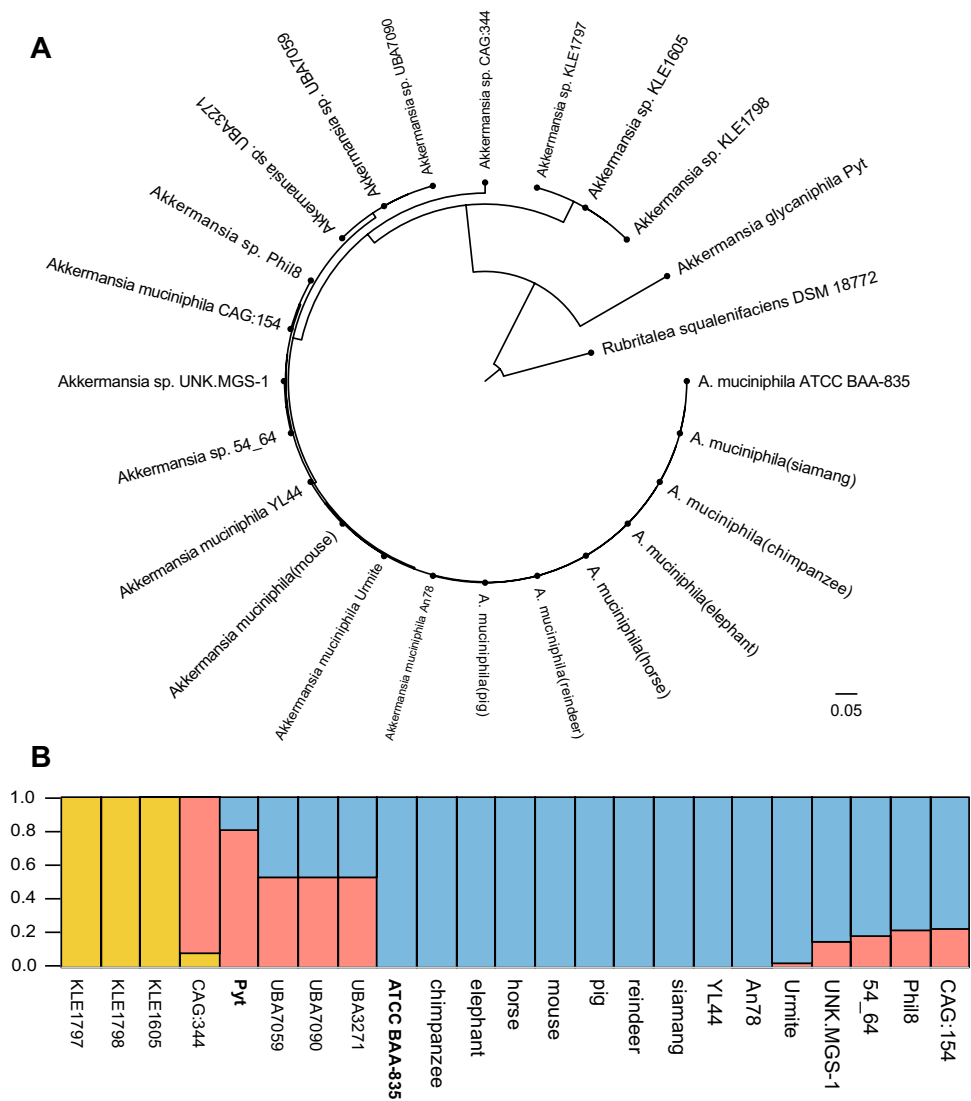 A
Akkermansia sp. UBA3271
Akkermansia sp. UBA7059
Akkermansia sp. UBA7090
Akkermansia sp. CAG:344
Akkermansia sp. KLE1797
Akkermansia sp. KLE1605
Akkermansia sp. KLE1798
Akkermansia glycaniphila Pyt
Rubritalea squalenifaciens DSM 18772
A. muciniphila ATCC BAA-835
A. muciniphila(siamang)
A. muciniphila(chimpanzee)
A. muciniphila(elephant)
A. muciniphila(horse)
A. muciniphila(reindeer)
A. muciniphila(pig)
Akkermansia muciniphila An78
Akkermansia muciniphila Urmite
Akkermansia muciniphila(mouse)
Akkermansia muciniphila YL44
Akkermansia sp. 54_64
Akkermansia sp. UNK.MGS-1
Akkermansia muciniphila CAG:154
Akkermansia sp. Phil8
0.05
B
1.0
0.8
0.6
0.4
0.2
0.0
KLE1797
KLE1798
KLE1605
CAG:344
Pyt
UBA7059
UBA7090
UBA3271
ATCC BAA-835
chimpanzee
elephant
horse
mouse
pig
reindeer
siamang
YL44
An78
Urmite
UNK.MGS-1
54_64
Phil8
CAG:154